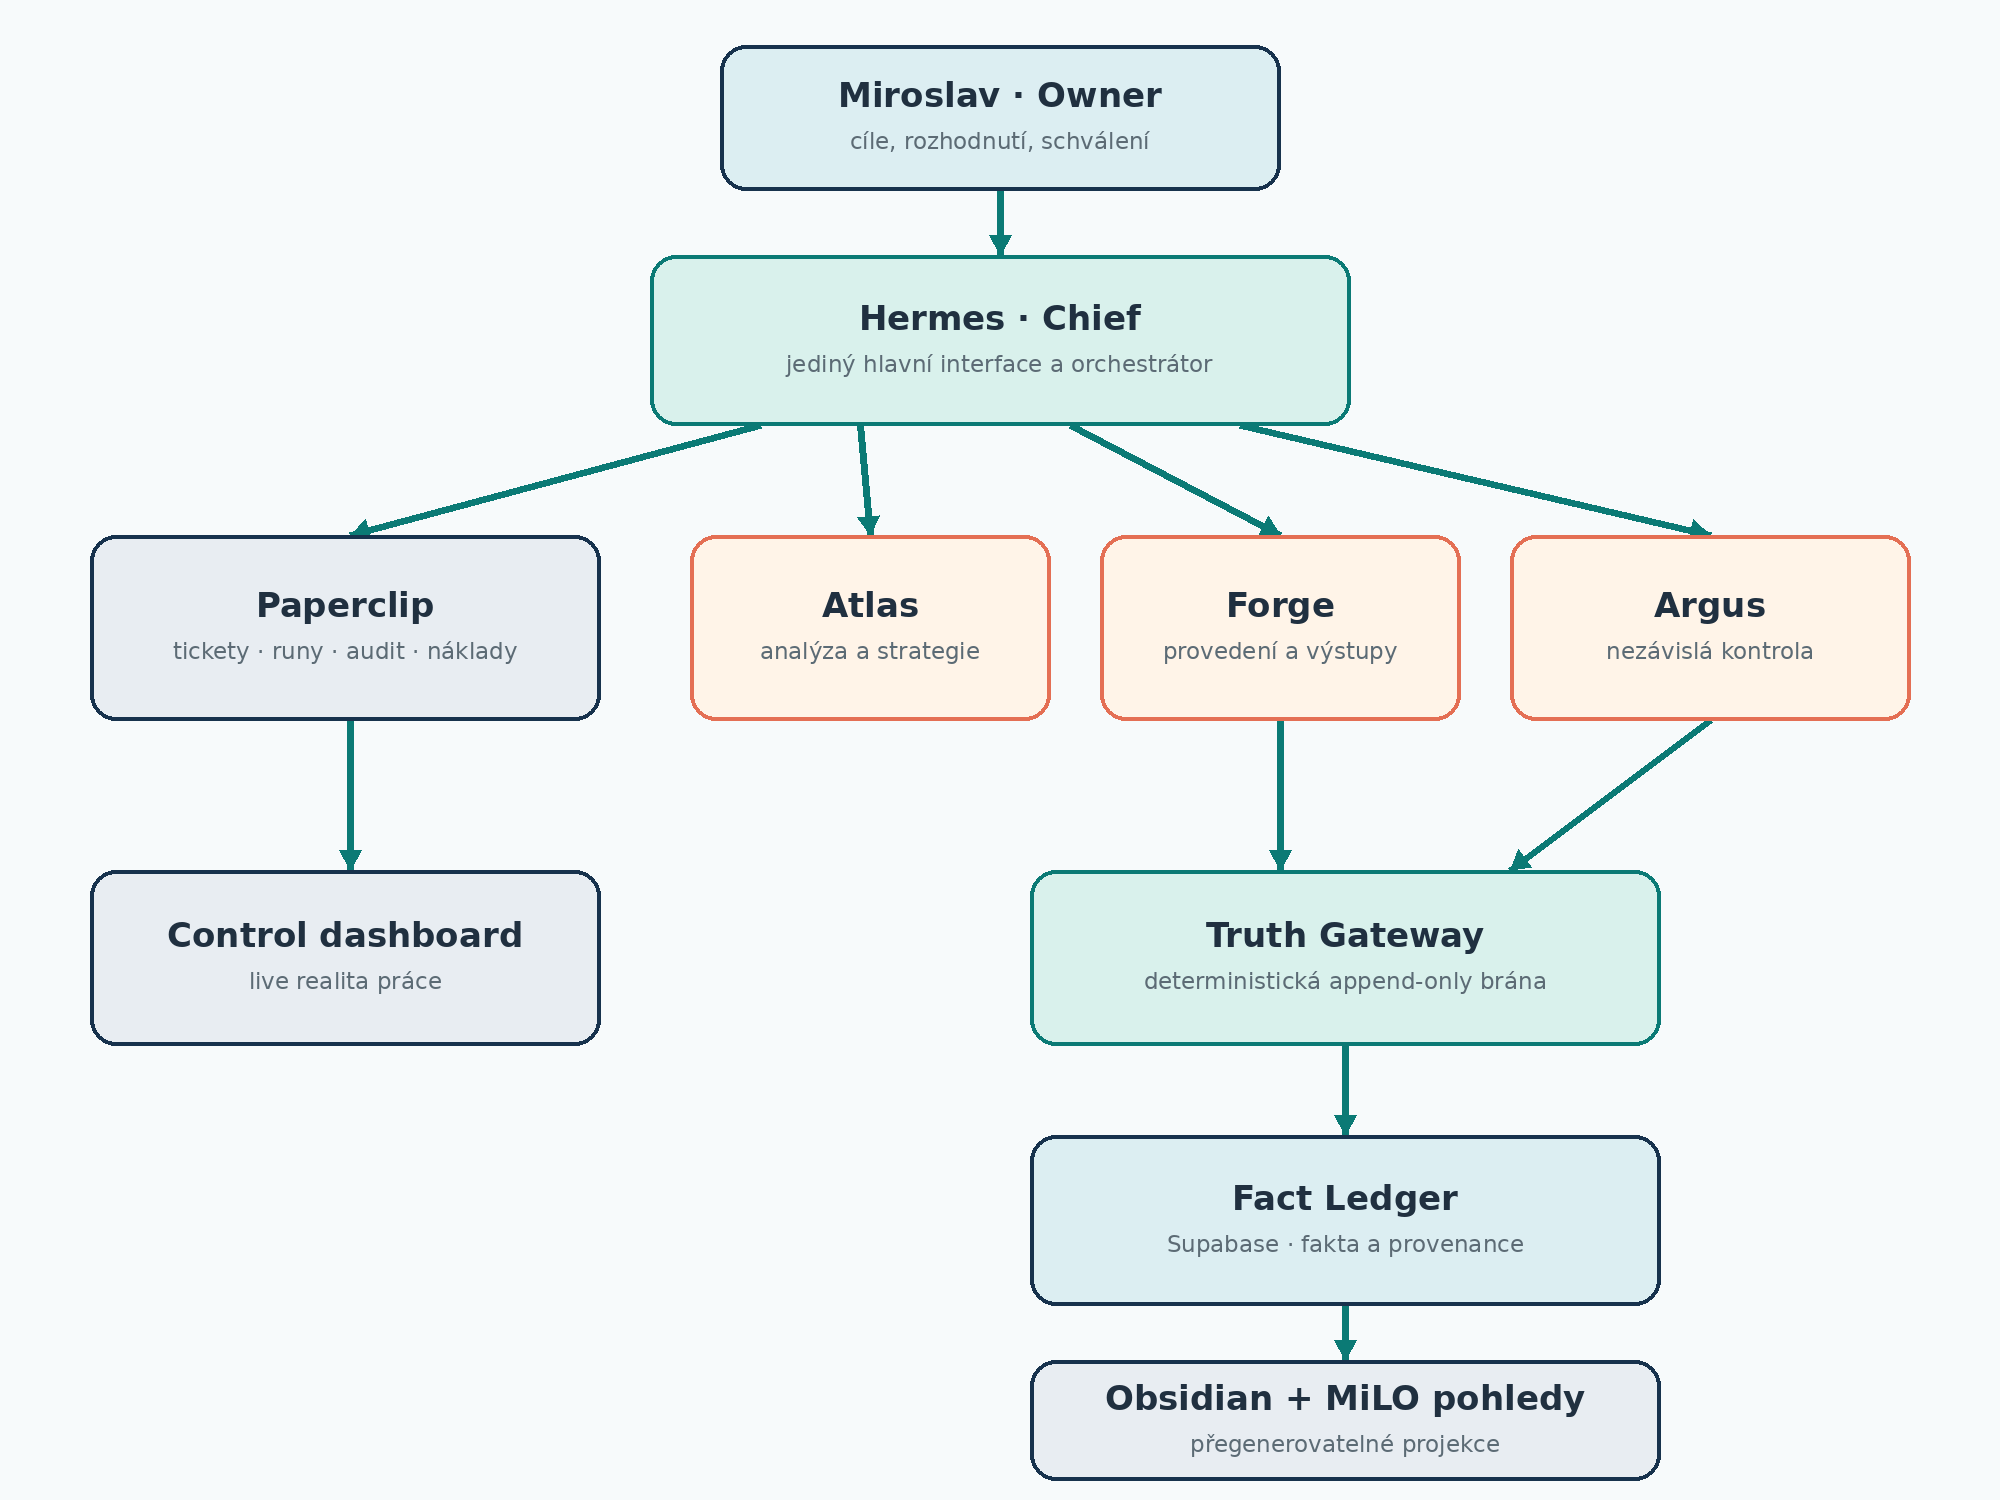 Miroslav · Owner
cíle, rozhodnutí, schválení
Hermes · Chief
jediný hlavní interface a orchestrátor
Paperclip
tickety · runy · audit · náklady
Atlas
analýza a strategie
Forge
provedení a výstupy
Argus
nezávislá kontrola
Control dashboard
live realita práce
Truth Gateway
deterministická append-only brána
Fact Ledger
Supabase · fakta a provenance
Obsidian + MiLO pohledy
přegenerovatelné projekce